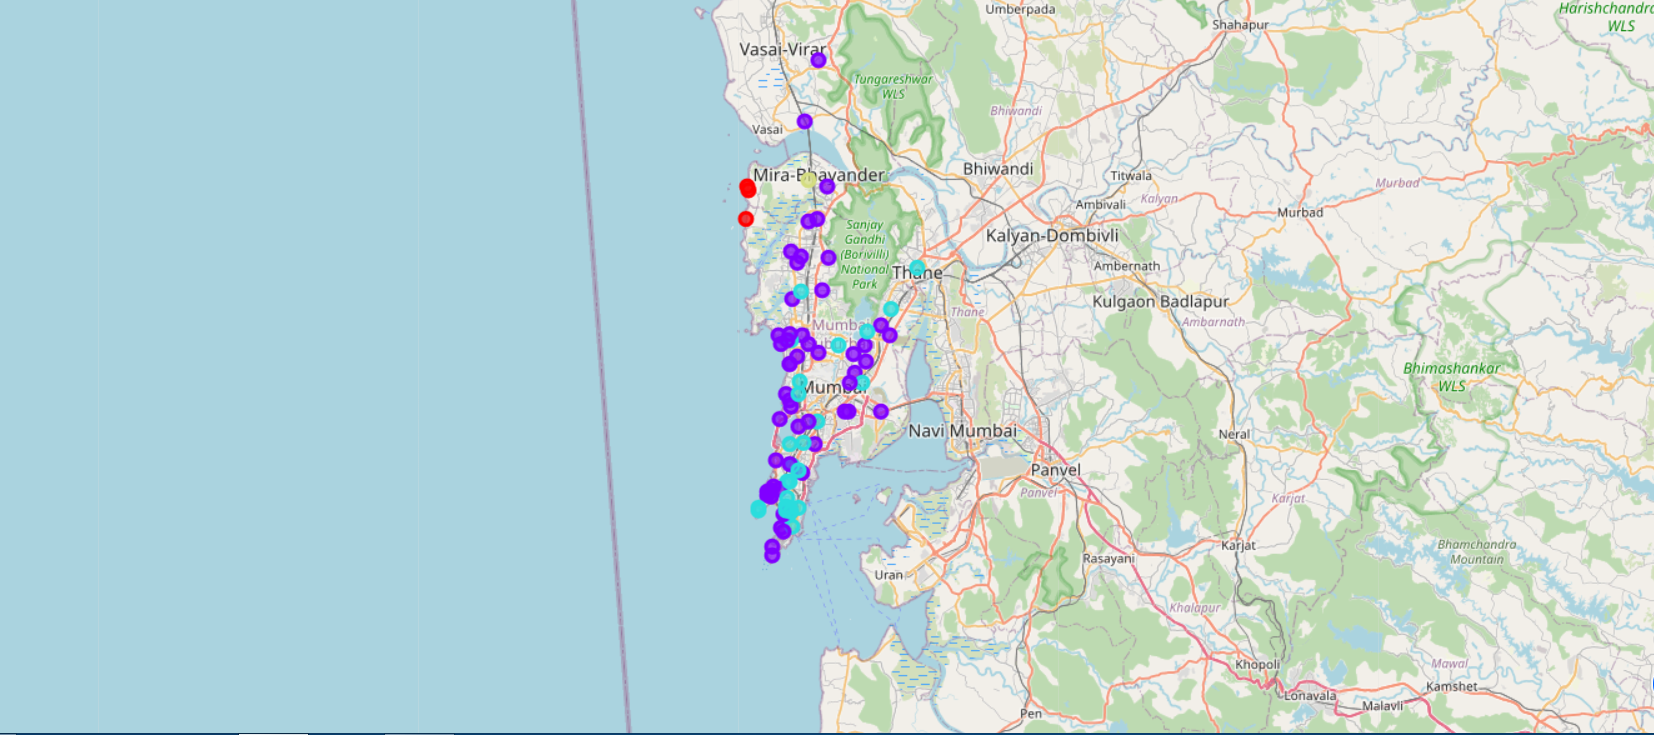 Umberpada
Harishchandra
WLS
Shahapur
Vasai-Virar
Tungareshwar
WLS
Bhiwandi
Vasai
Bhiwandi
Mira-Bhayander
Titwala
Murbad
Kalyan
Ambivali
Murbad
Sanjay
Gandhi
(Borivili)
National
Park
Kalyan-Dombivli
Thane
Ambernath
Kulgaon Badlapur
Thane
Ambarnath
Mumbai
Bhimashankar
WLS
Mumbai
Navi Mumbai
Neral
Panvel
Panvel
Karjat
Karjat
Bhamchandra
Mountain
Rasayani
Uran
Khalapur
Khopoli
Mawal
Kamshet
Lonavala
Malavli
Pen